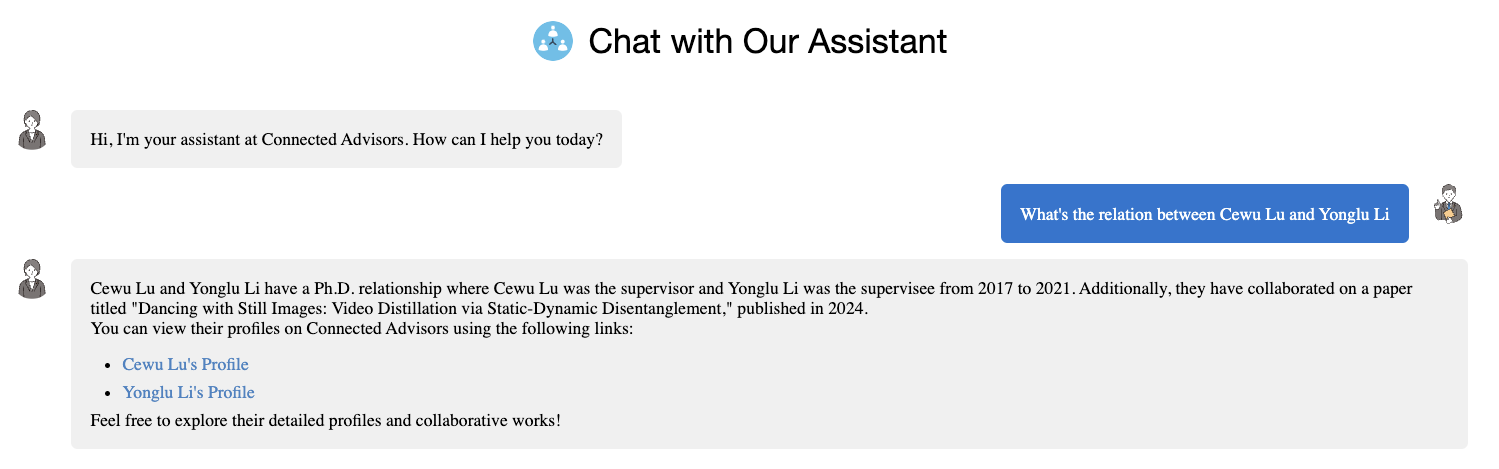 Chat with Our Assistant
Hi, I'm your assistant at Connected Advisors. How can I help you today?
What's the relation between Cewu Lu and Yonglu Li
Cewu Lu and Yonglu Li have a Ph.D. relationship where Cewu Lu was the supervisor and Yonglu Li was the supervisee from 2017 to 2021. Additionally, they have collaborated on a paper
titled "Dancing with Still Images: Video Distillation via Static-Dynamic Disentanglement," published in 2024.
You can view their profiles on Connected Advisors using the following links:
• Cewu Lu's Profile
• Yonglu Li's Profile
Feel free to explore their detailed profiles and collaborative works!